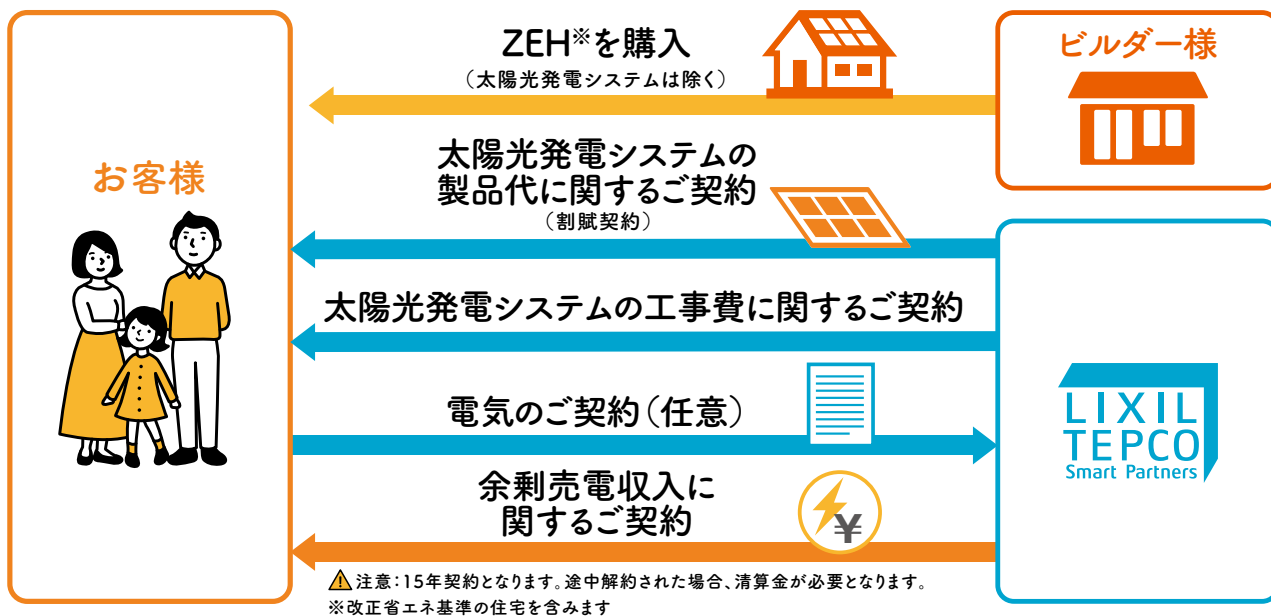 お客様
ZEH※を購入
（太陽光発電システムは除く）
ビルダー様
太陽光発電システムの
製品代に関するご契約
（割賦契約）
太陽光発電システムの工事費に関するご契約
電気のご契約（任意）
余剰売電収入に
関するご契約
¥
LIXIL
TEPCO
Smart Partners
注意：15年契約となります。途中解約された場合、清算金が必要となります。
※改正省エネ基準の住宅を含みます